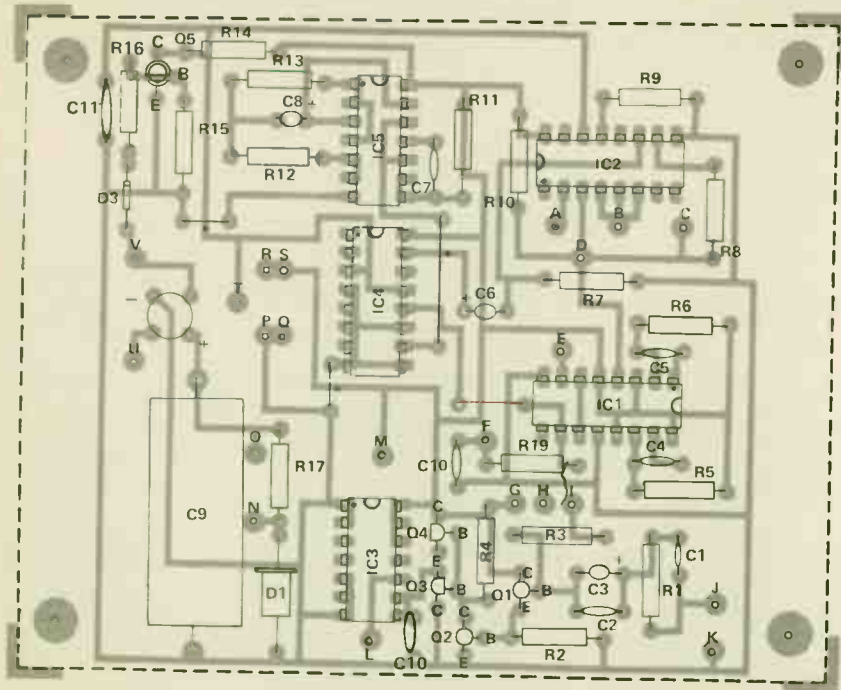 C Q5 R14
R16
R13
C11
B
E
C8 +
R15
R12
IC5
C7
R11
R9
IC2
R10
A
B
C
D
R8
D3
V
R S
T
IC4
+ C6
R7
R6
−
+
U
P Q
E
C5
IC1
O
M
R17
F
C10
R19
C4
R5
G H I
C9
N
IC3
C
Q4 B
E
R4
R3
Q3 B
C
C
Q1 B
E
+
C3
C2
R1
C1
J
D1
L
C10
C
Q2 B
E
R2
K